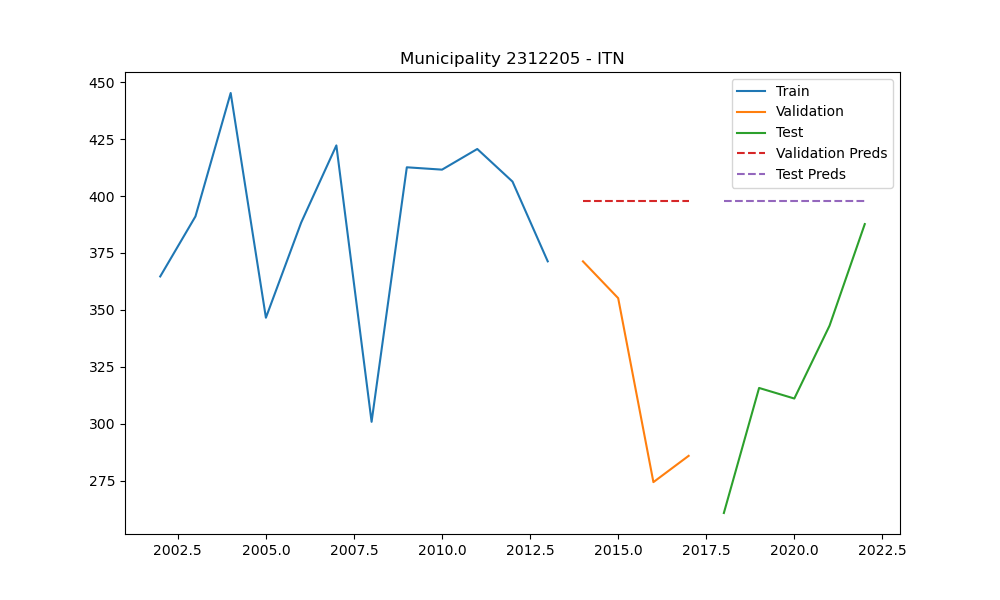 Municipality 2312205 - ITN
450
425
400
375
350
325
300
275
Train
Validation
Test
Validation Preds
Test Preds
2002.5 2005.0 2007.5 2010.0 2012.5 2015.0 2017.5 2020.0 2022.5